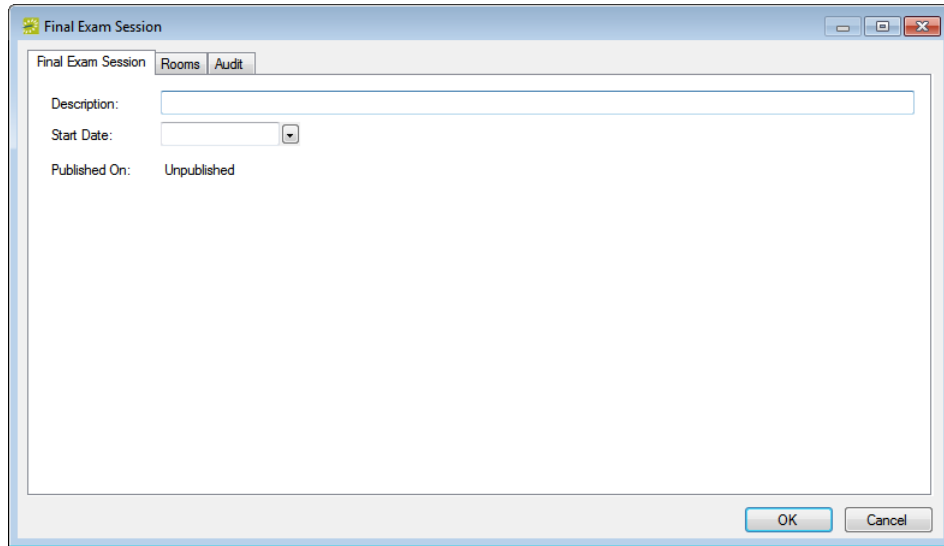 Final Exam Session
Final Exam Session Rooms Audit
Description:
Start Date:
Published On: Unpublished
OK Cancel